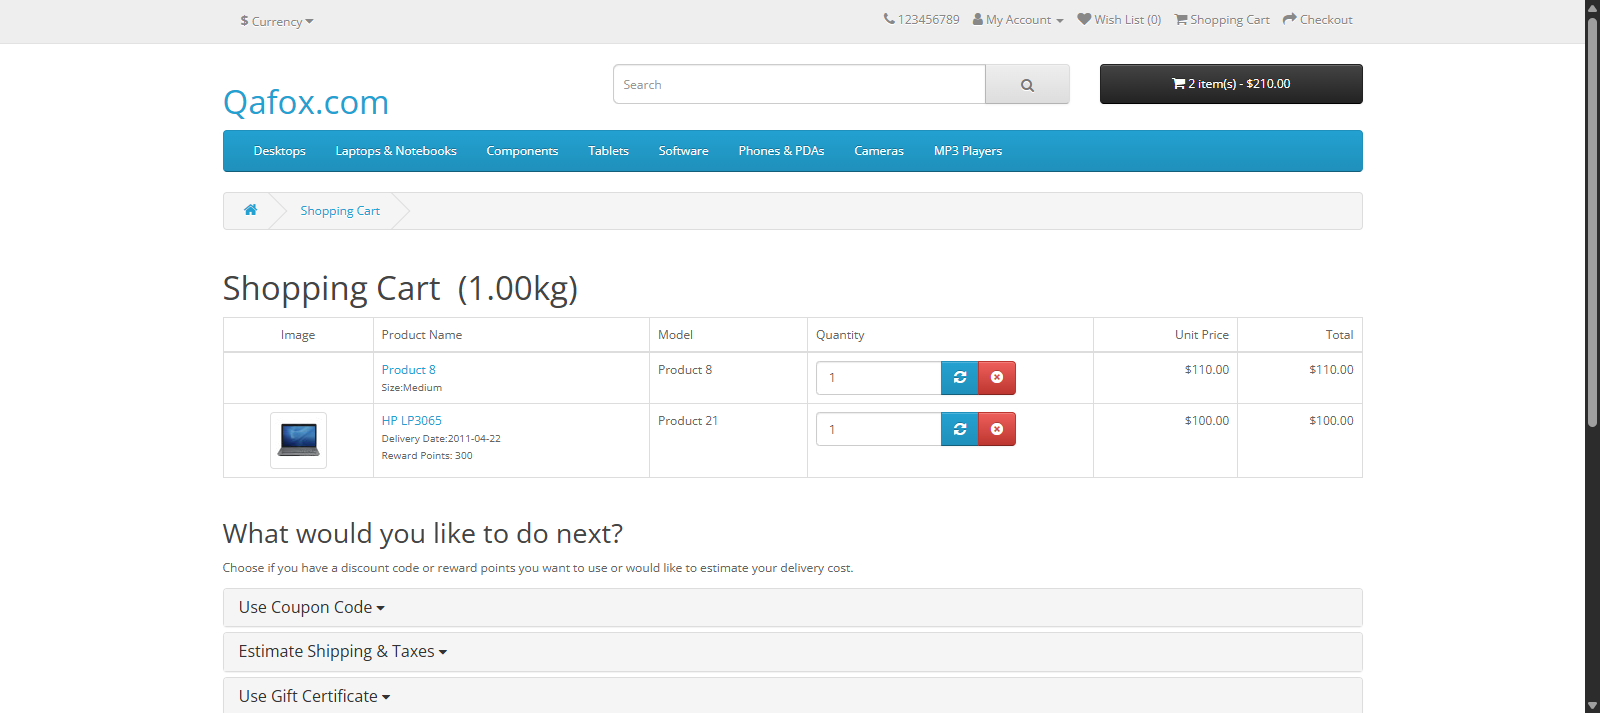 $ Currency
123456789 My Account Wish List (0) Shopping Cart Checkout
Qafox.com
Search
2 item(s) - $210.00
Desktops Laptops & Notebooks Components Tablets Software Phones & PDAs Cameras MP3 Players
Shopping Cart
Shopping Cart (1.00kg)
Image Product Name Model Quantity Unit Price Total
Product 8 Product 8 1 $110.00 $110.00
Size:Medium
HP LP3065 Product 21 1 $100.00 $100.00
Delivery Date:2011-04-22
Reward Points: 300
What would you like to do next?
Choose if you have a discount code or reward points you want to use or would like to estimate your delivery cost.
Use Coupon Code
Estimate Shipping & Taxes
Use Gift Certificate